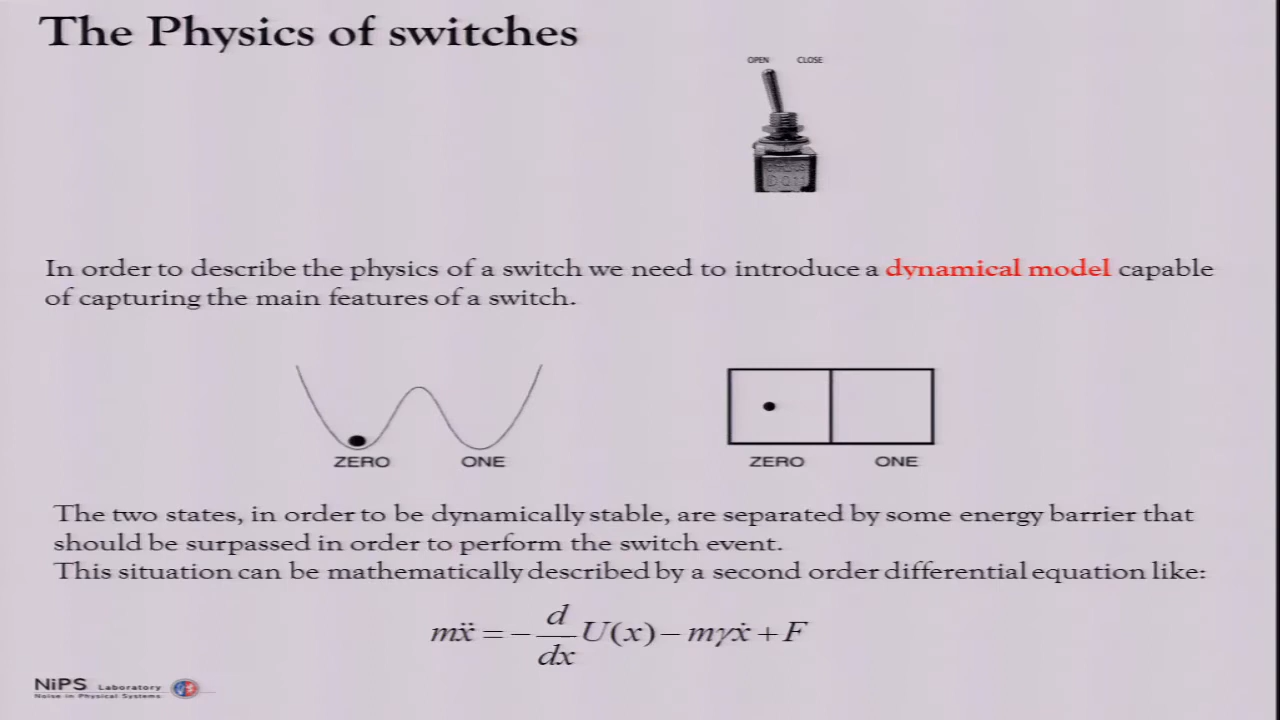 The Physics of switches
OPEN CLOSE
In order to describe the physics of a switch we need to introduce a dynamical model capable
of capturing the main features of a switch.
ZERO ONE
ZERO ONE
The two states, in order to be dynamically stable, are separated by some energy barrier that
should be surpassed in order to perform the switch event.
This situation can be mathematically described by a second order differential equation like:
mẍ = − d/dx U(x) − mγẋ + F
NiPS Laboratory
Noise in Physical Systems